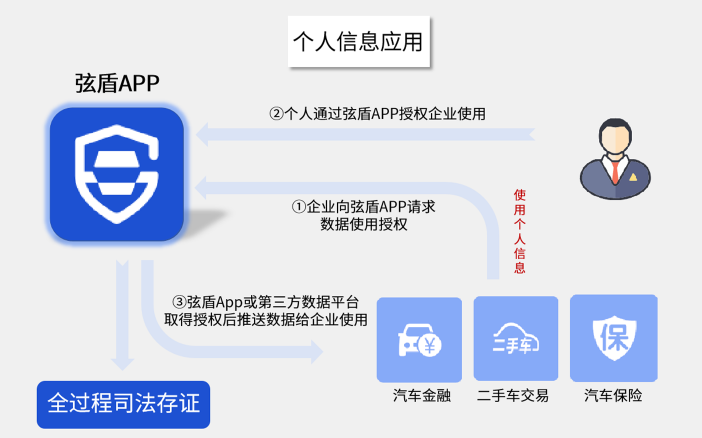 个人信息应用
弦盾APP
②个人通过弦盾APP授权企业使用
①企业向弦盾APP请求
数据使用授权
使
用
个
人
信
息
③弦盾App或第三方数据平台
取得授权后推送数据给企业使用
¥
二手车
保
汽车金融
二手车交易
汽车保险
全过程司法存证